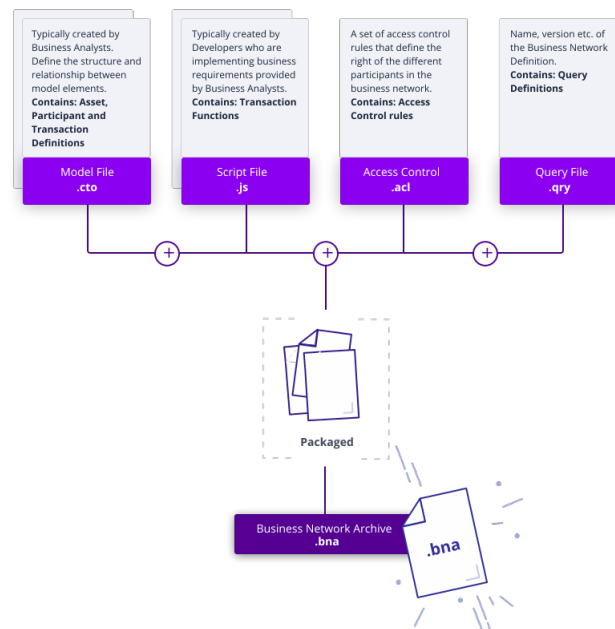 Typically created by
Business Analysts.
Define the structure and
relationship between
model elements.
Contains: Asset,
Participant and
Transaction
Definitions
Model File
.cto
Typically created by
Developers who are
implementing business
requirements provided
by Business Analysts.
Contains: Transaction
Functions
Script File
.js
A set of access control
rules that define the
right of the different
participants in the
business network.
Contains: Access
Control rules
Access Control
.acl
Name, version etc. of
the Business Network
Definition.
Contains: Query
Definitions
Query File
.qry
+
+
+
Packaged
Business Network Archive
.bna
.bna